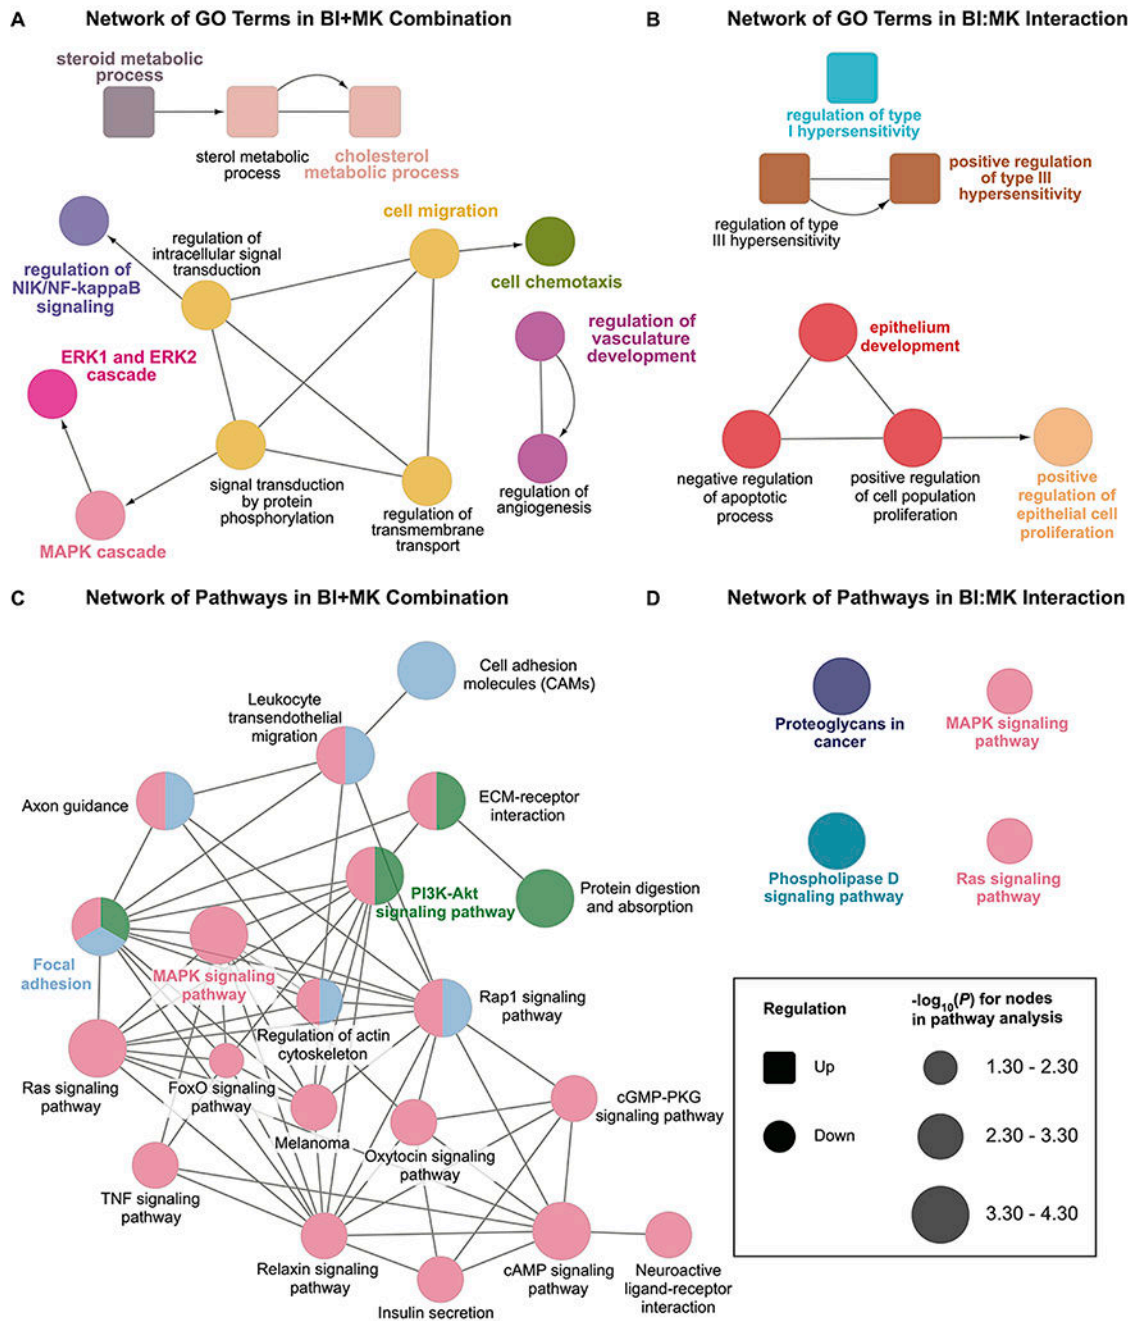 A Network of GO Terms in BI+MK Combination
steroid metabolic
process
sterol metabolic
process
cholesterol
metabolic process
cell migration
regulation of
intracellular signal
transduction
regulation of
NIK/NF-kappaB
signaling
cell chemotaxis
ERK1 and ERK2
cascade
regulation of
vasculature
development
signal transduction
by protein
phosphorylation
regulation of
transmembrane
transport
regulation of
angiogenesis
MAPK cascade
B Network of GO Terms in BI:MK Interaction
regulation of type
I hypersensitivity
positive regulation
of type III
hypersensitivity
regulation of type
III hypersensitivity
epithelium
development
negative regulation
of apoptotic
process
positive regulation
of cell population
proliferation
positive
regulation of
epithelial cell
proliferation
C Network of Pathways in BI+MK Combination
Cell adhesion
molecules (CAMs)
Leukocyte
transendothelial
migration
Axon guidance
ECM-receptor
interaction
PI3K-Akt
signaling pathway
Protein digestion
and absorption
Focal
adhesion
MAPK signaling
pathway
Rap1 signaling
pathway
Regulation of actin
cytoskeleton
Ras signaling
pathway
FoxO signaling
pathway
Melanoma
cGMP-PKG
signaling pathway
Oxytocin signaling
pathway
TNF signaling
pathway
Relaxin signaling
pathway
Insulin secretion
cAMP signaling
pathway
Neuroactive
ligand-receptor
interaction
D Network of Pathways in BI:MK Interaction
Proteoglycans in
cancer
MAPK signaling
pathway
Phospholipase D
signaling pathway
Ras signaling
pathway
Regulation
Up
Down
-log10(P) for nodes
in pathway analysis
1.30 - 2.30
2.30 - 3.30
3.30 - 4.30